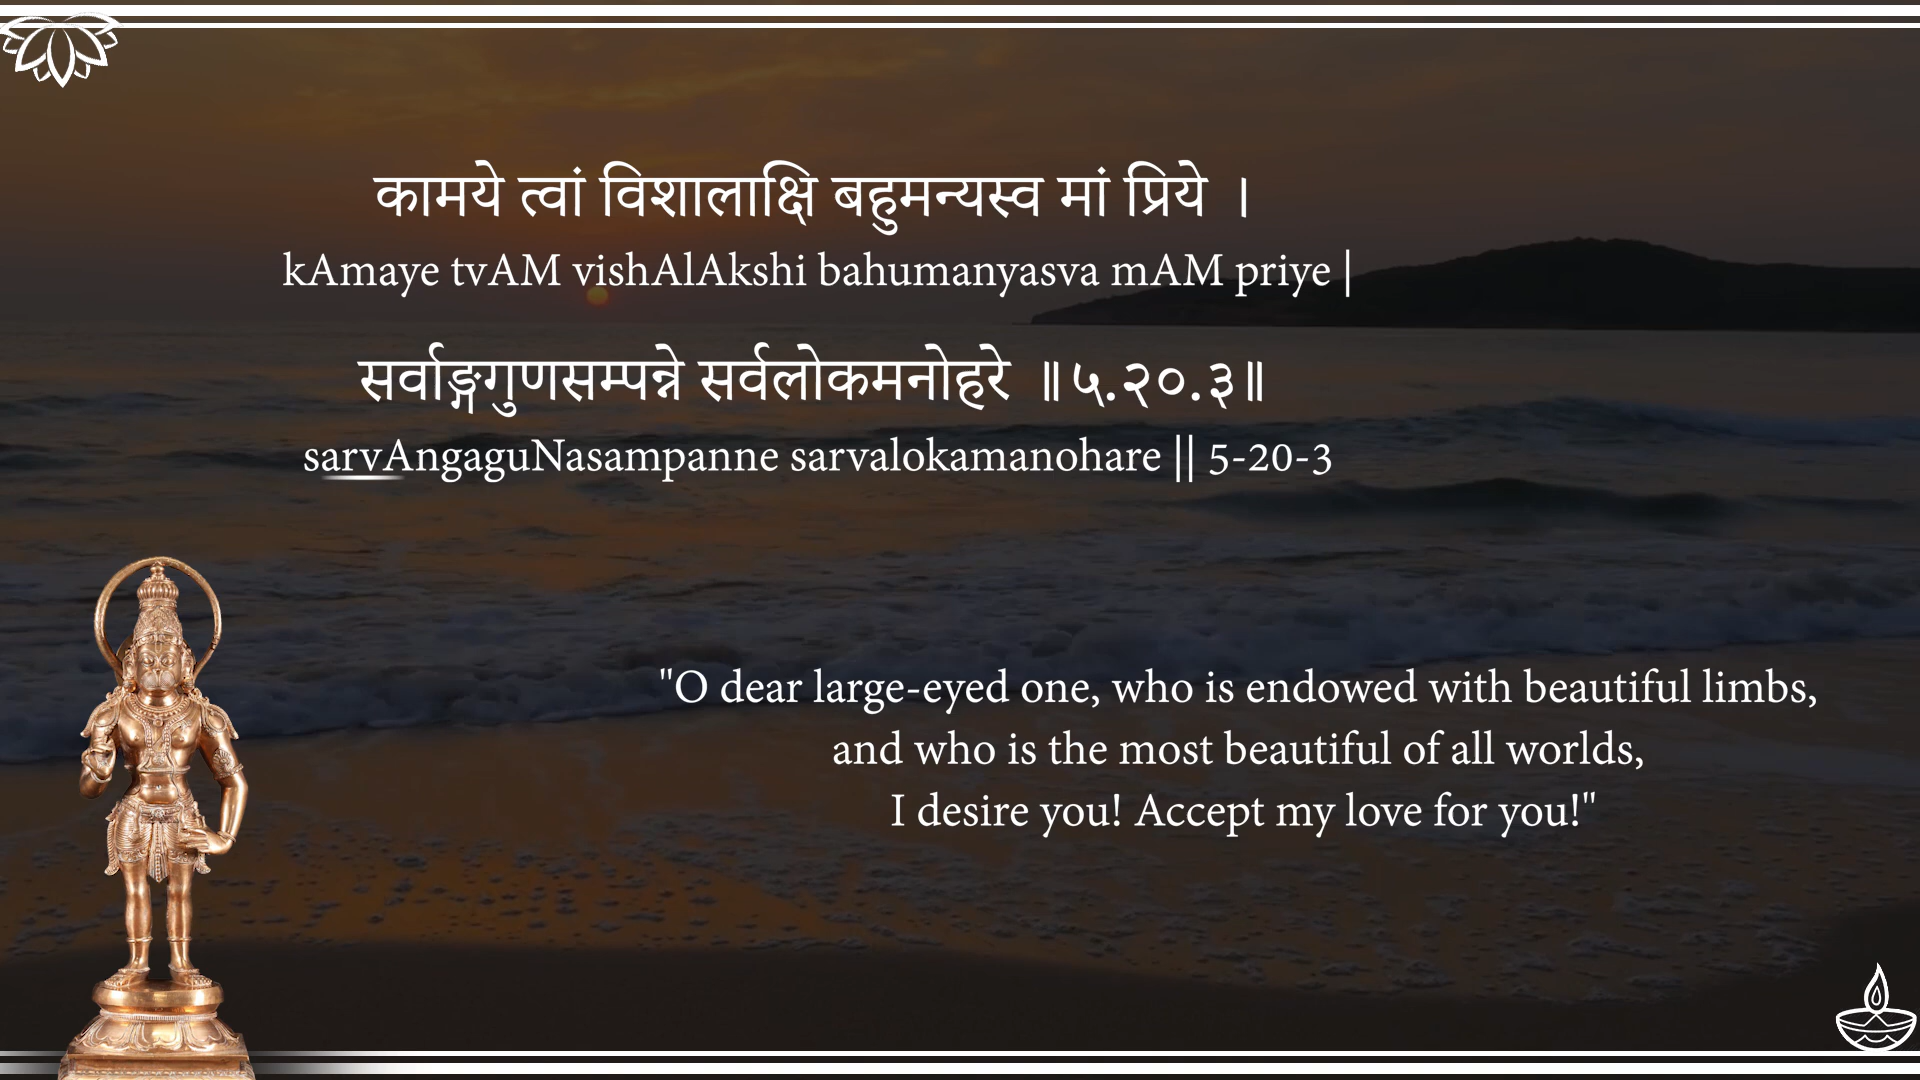 कामये त्वां विशालाक्षि बहुमन्यस्व मां प्रिये ।
kAmaye tvAM vishAlAkshi bahumanyasva mAM priye |
सर्वाङ्गगुणसम्पन्ने सर्वलोकमनोहरे ॥५.२०.३॥
sarvAngaguNasampanne sarvalokamanohare || 5-20-3
"O dear large-eyed one, who is endowed with beautiful limbs,
and who is the most beautiful of all worlds,
I desire you! Accept my love for you!"